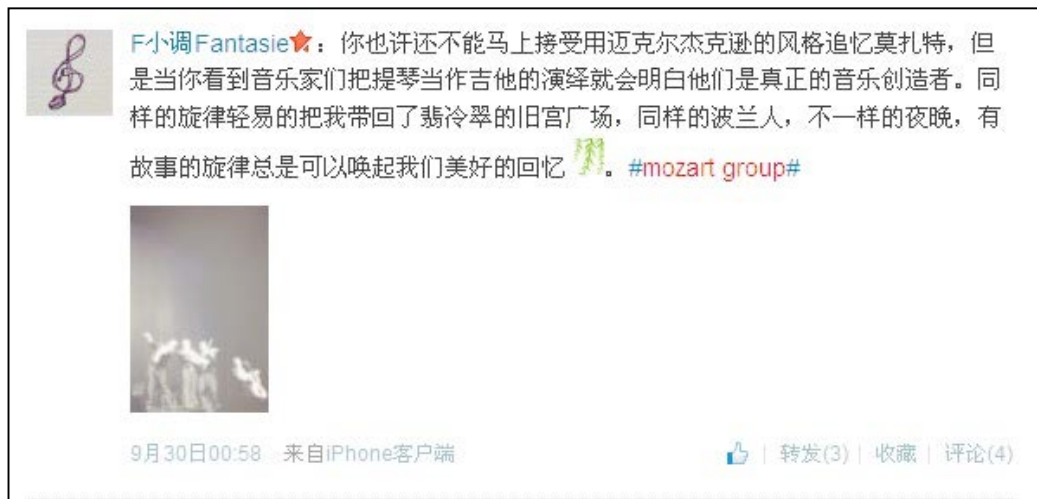 F小调Fantasie：你也许还不能马上接受用迈克尔杰克逊的风格追忆莫扎特，但
是当你看到音乐家们把提琴当作吉他的演绎就会明白他们是真正的音乐创造者。同
样的旋律轻易的把我带回了翡冷翠的旧宫广场，同样的波兰人，不一样的夜晚，有
故事的旋律总是可以唤起我们美好的回忆。#mozart group#
9月30日00:58 来自iPhone客户端 转发(3) | 收藏 | 评论(4)